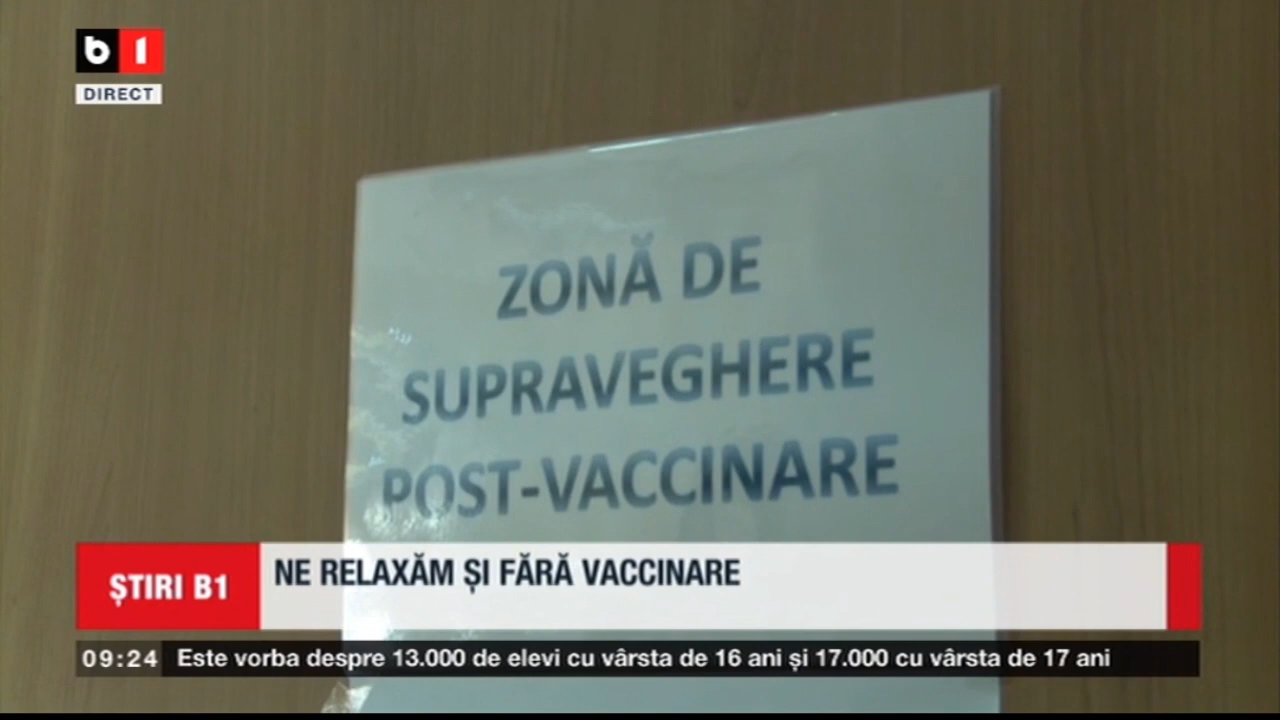 b1
DIRECT
ZONĂ DE
SUPRAVEGHERE
POST-VACCINARE
ȘTIRI B1
NE RELAXĂM ȘI FĂRĂ VACCINARE
09:24 Este vorba despre 13.000 de elevi cu vârsta de 16 ani și 17.000 cu vârsta de 17 ani